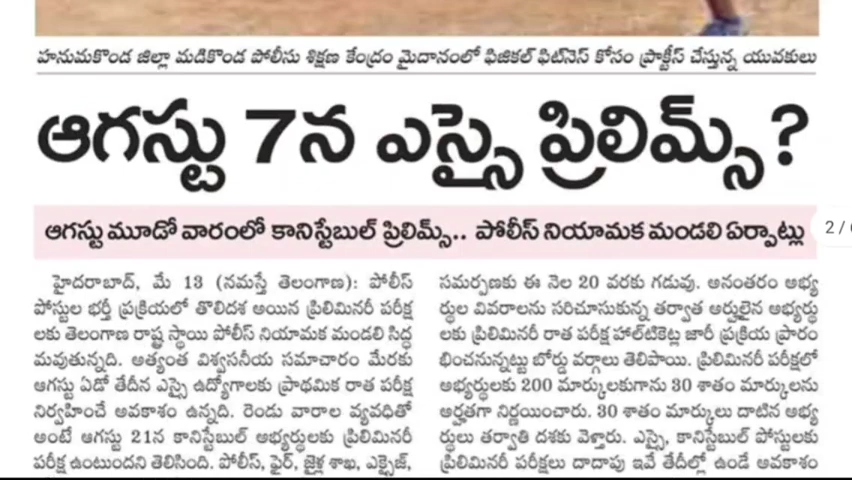 హనుమకొండ జిల్లా మడికొండ పోలీసు శిక్షణ కేంద్రం మైదానంలో ఫిజికల్ ఫిట్‌నెస్ కోసం ప్రాక్టీస్ చేస్తున్న యువకులు
ఆగస్టు 7న ఎస్సై ప్రిలిమ్స్?
ఆగస్టు మూడో వారంలో కానిస్టేబుల్ ప్రిలిమ్స్.. పోలీస్ నియామక మండలి ఏర్పాట్లు
2/
హైదరాబాద్, మే 13 (నమస్తే తెలంగాణ): పోలీస్
పోస్టుల భర్తీ ప్రక్రియలో తొలిదశ అయిన ప్రిలిమినరీ పరీక్ష
లకు తెలంగాణ రాష్ట్ర స్థాయి పోలీస్ నియామక మండలి సిద్ధ
మవుతున్నది. అత్యంత విశ్వసనీయ సమాచారం మేరకు
ఆగస్టు ఏడో తేదీన ఎస్సై ఉద్యోగాలకు ప్రాథమిక రాత పరీక్ష
నిర్వహించే అవకాశం ఉన్నది. రెండు వారాల వ్యవధితో
అంటే ఆగస్టు 21న కానిస్టేబుల్ అభ్యర్థులకు ప్రిలిమినరీ
పరీక్ష ఉంటుందని తెలిసింది. పోలీస్, ఫైర్, జైళ్ల శాఖ, ఎక్సైజ్,
సమర్పణకు ఈ నెల 20 వరకు గడువు. అనంతరం అభ్య
ర్థుల వివరాలను సరిచూసుకున్న తర్వాత అర్హులైన అభ్యర్థు
లకు ప్రిలిమినరీ రాత పరీక్ష హాల్‌టికెట్ల జారీ ప్రక్రియ ప్రారం
భించనున్నట్టు బోర్డు వర్గాలు తెలిపాయి. ప్రిలిమినరీ పరీక్షలో
అభ్యర్థులకు 200 మార్కులకుగాను 30 శాతం మార్కులను
అర్హతగా నిర్ణయించారు. 30 శాతం మార్కులు దాటిన అభ్య
ర్థులు తర్వాతి దశకు వెళ్తారు. ఎస్సై, కానిస్టేబుల్ పోస్టులకు
ప్రిలిమినరీ పరీక్షలు దాదాపు ఇవే తేదీల్లో ఉండే అవకాశం